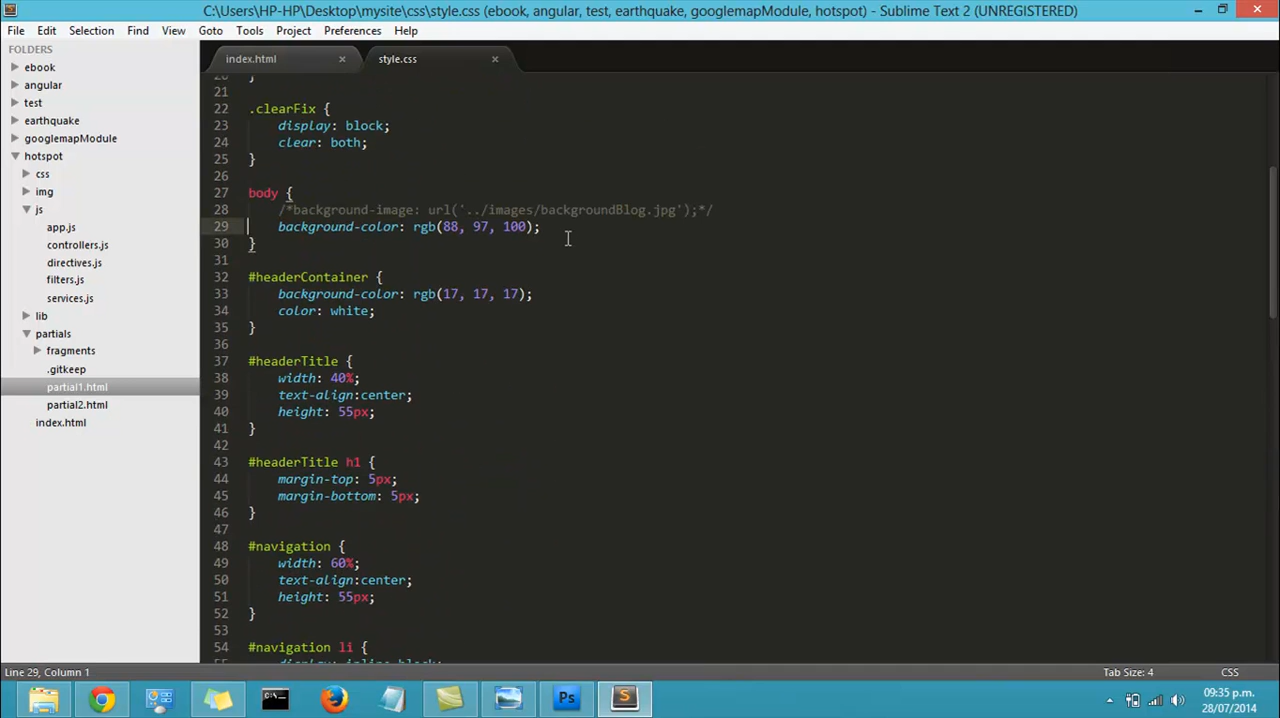 C:\Users\HP-HP\Desktop\mysite\css\style.css (ebook, angular, test, earthquake, googlemapModule, hotspot) - Sublime Text 2 (UNREGISTERED)
File Edit Selection Find View Goto Tools Project Preferences Help
FOLDERS
ebook
angular
test
earthquake
googlemapModule
hotspot
css
img
js
app.js
controllers.js
directives.js
filters.js
services.js
lib
partials
fragments
.gitkeep
partial1.html
partial2.html
index.html
index.html × style.css ×
20 }
21
22 .clearFix {
23 display: block;
24 clear: both;
25 }
26
27 body {
28 /*background-image: url('../images/backgroundBlog.jpg');*/
29 background-color: rgb(88, 97, 100);
30 }
31
32 #headerContainer {
33 background-color: rgb(17, 17, 17);
34 color: white;
35 }
36
37 #headerTitle {
38 width: 40%;
39 text-align:center;
40 height: 55px;
41 }
42
43 #headerTitle h1 {
44 margin-top: 5px;
45 margin-bottom: 5px;
46 }
47
48 #navigation {
49 width: 60%;
50 text-align:center;
51 height: 55px;
52 }
53
54 #navigation li {
55 display: inline-block;
Line 29, Column 1 Tab Size: 4 CSS
Ps
S
09:35 p.m.
28/07/2014